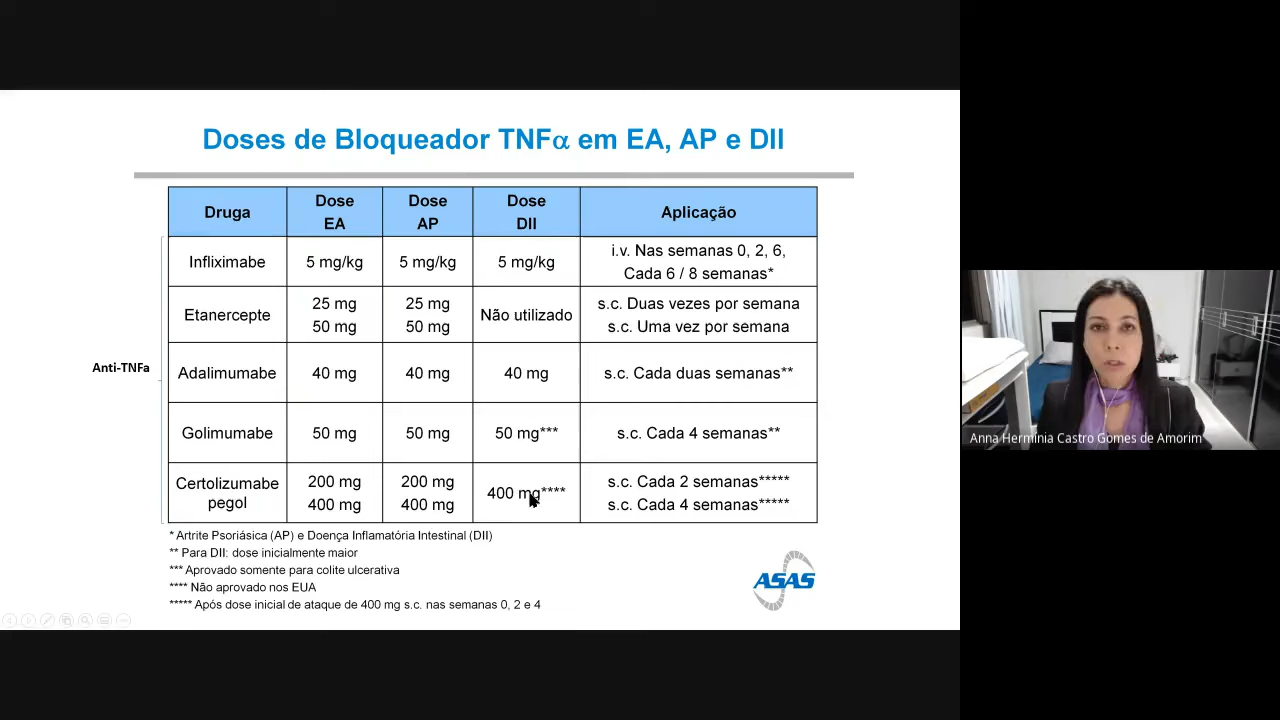 Doses de Bloqueador TNFα em EA, AP e DII
Druga
Dose
EA
Dose
AP
Dose
DII
Aplicação
Infliximabe
5 mg/kg
5 mg/kg
5 mg/kg
i.v. Nas semanas 0, 2, 6,
Cada 6 / 8 semanas*
Etanercepte
25 mg
50 mg
25 mg
50 mg
Não utilizado
s.c. Duas vezes por semana
s.c. Uma vez por semana
Anti-TNFa
Adalimumabe
40 mg
40 mg
40 mg
s.c. Cada duas semanas**
Golimumabe
50 mg
50 mg
50 mg***
s.c. Cada 4 semanas**
Certolizumabe
pegol
200 mg
400 mg
200 mg
400 mg
400 mg****
s.c. Cada 2 semanas*****
s.c. Cada 4 semanas*****
* Artrite Psoriásica (AP) e Doença Inflamatória Intestinal (DII)
** Para DII: dose inicialmente maior
*** Aprovado somente para colite ulcerativa
**** Não aprovado nos EUA
***** Após dose inicial de ataque de 400 mg s.c. nas semanas 0, 2 e 4
ASAS
Anna Hermínia Castro Gomes de Amorim